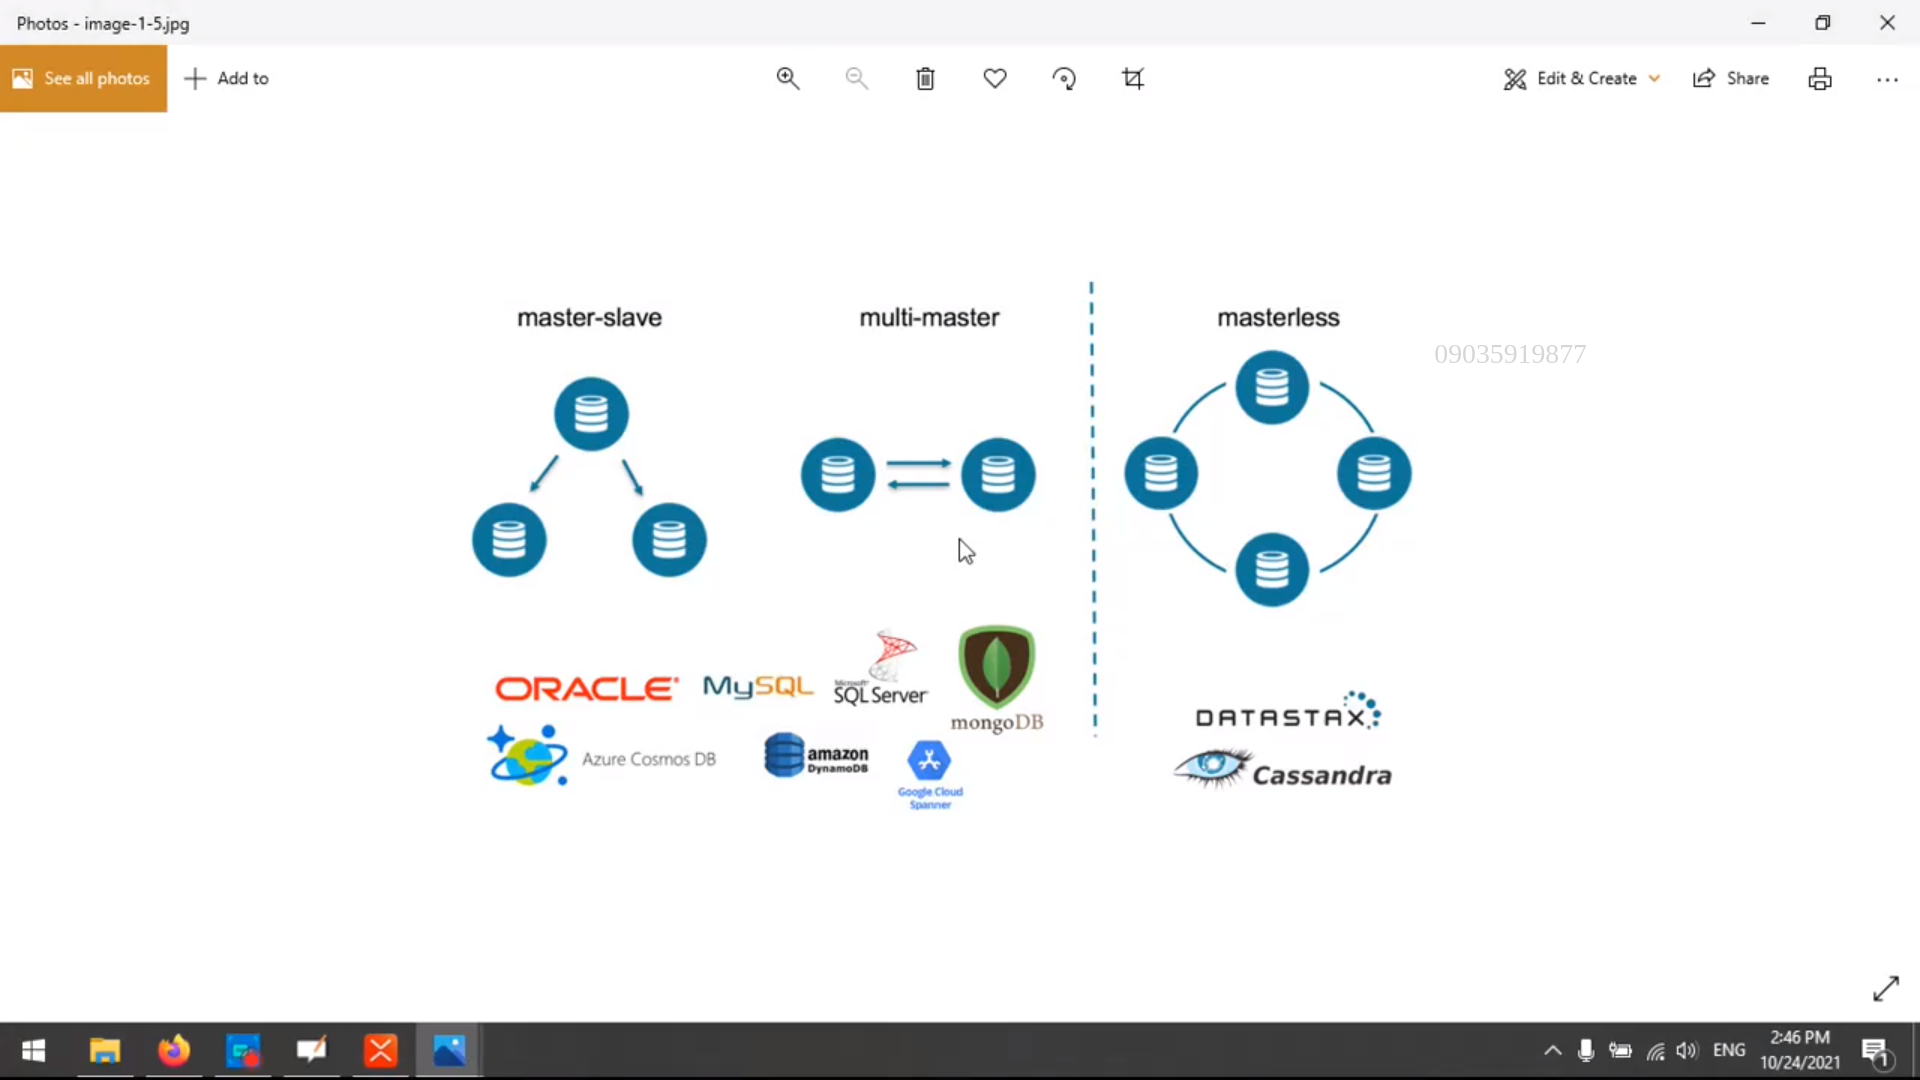 Photos - image-1-5.jpg
See all photos
Add to
Edit & Create
Share
master-slave
multi-master
masterless
09035919877
ORACLE
MySQL
Microsoft
SQL Server
mongoDB
DATASTAX
Azure Cosmos DB
amazon
DynamoDB
Google Cloud
Spanner
Cassandra
ENG
2:46 PM
10/24/2021
1